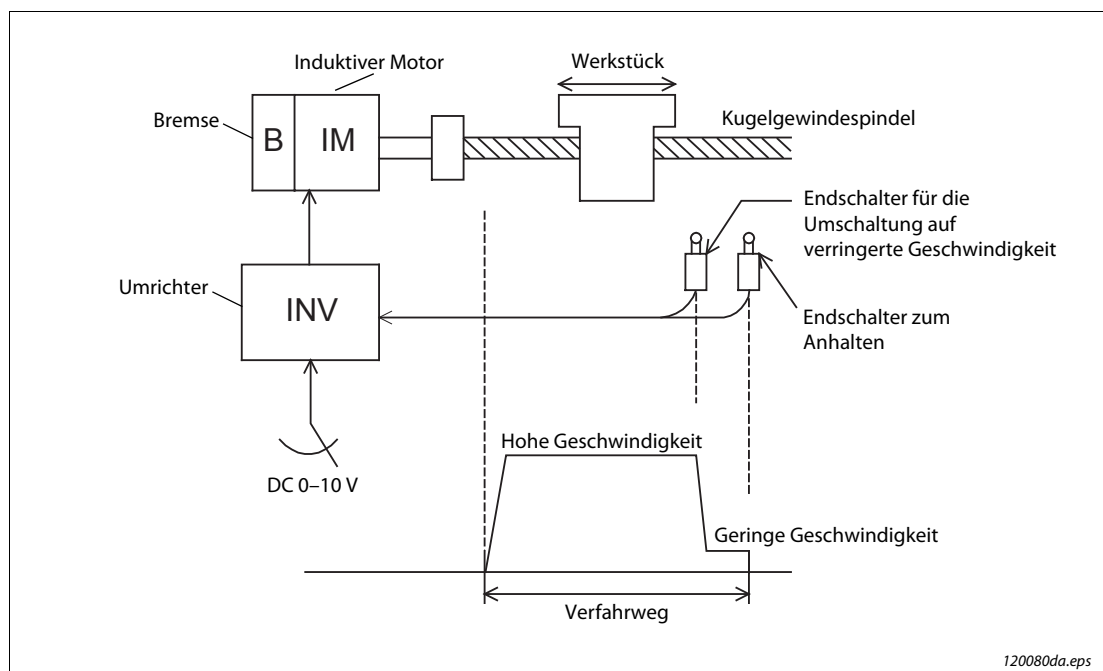 Induktiver Motor
Werkstück
Bremse
B
IM
Kugelgewindespindel
Endschalter für die
Umschaltung auf
verringerte Geschwindigkeit
Umrichter
INV
Endschalter zum
Anhalten
Hohe Geschwindigkeit
DC 0–10 V
Geringe Geschwindigkeit
Verfahrweg
120080da.eps